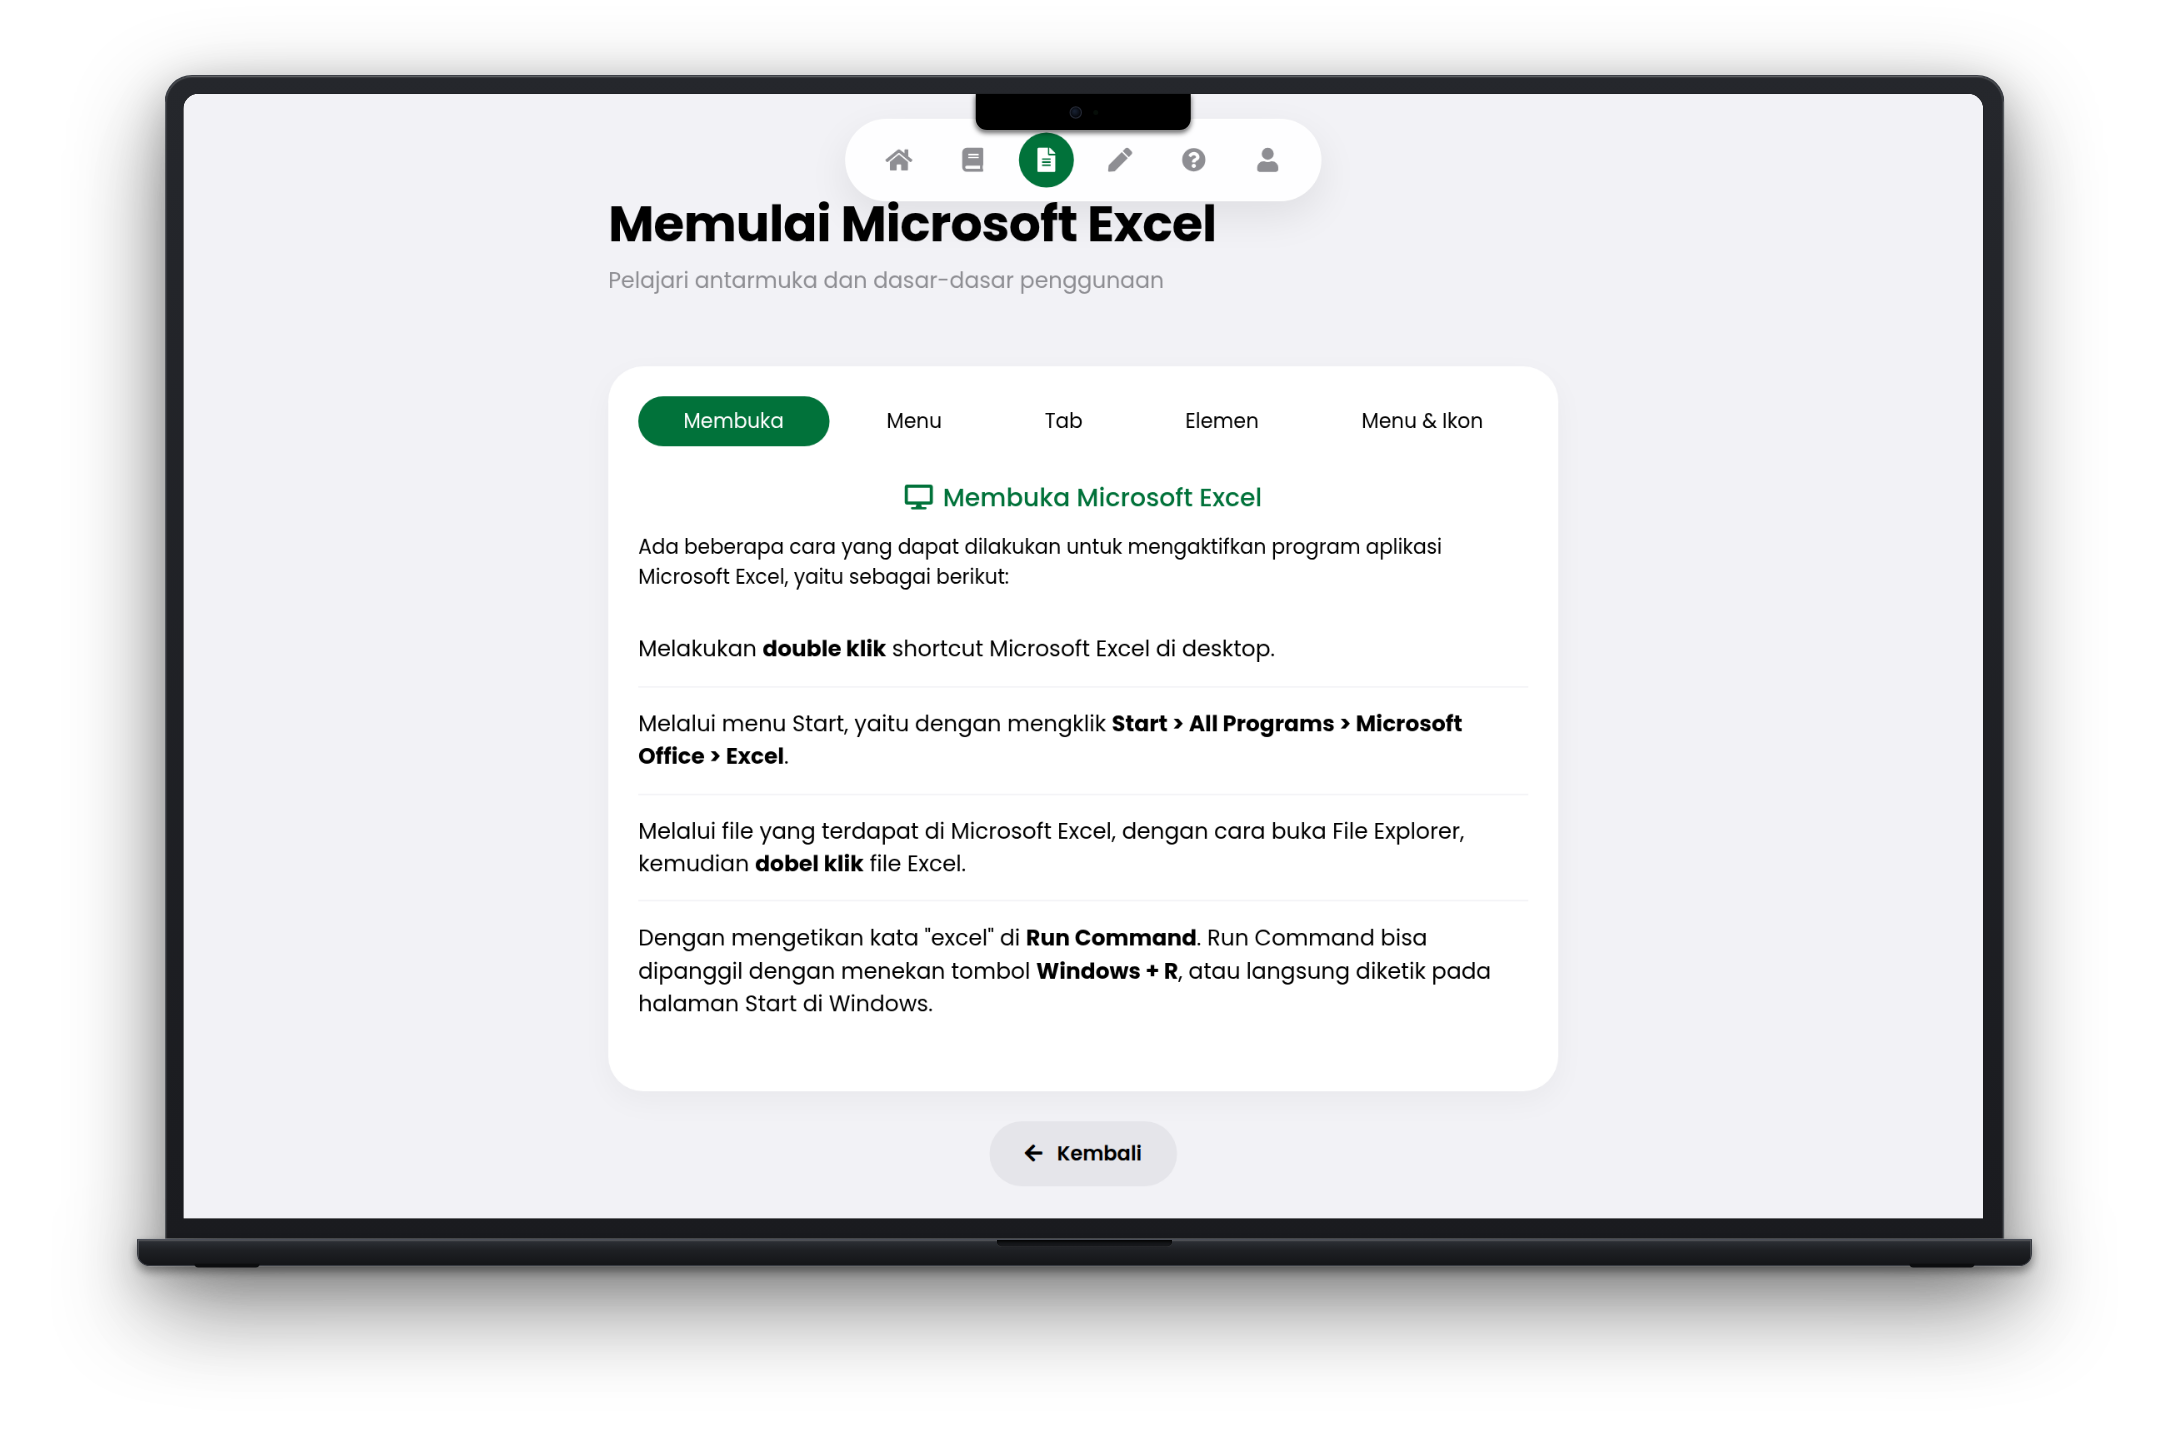 Memulai Microsoft Excel
Pelajari antarmuka dan dasar-dasar penggunaan
Membuka
Menu
Tab
Elemen
Menu & Ikon
Membuka Microsoft Excel
Ada beberapa cara yang dapat dilakukan untuk mengaktifkan program aplikasi
Microsoft Excel, yaitu sebagai berikut:
Melakukan double klik shortcut Microsoft Excel di desktop.
Melalui menu Start, yaitu dengan mengklik Start > All Programs > Microsoft
Office > Excel.
Melalui file yang terdapat di Microsoft Excel, dengan cara buka File Explorer,
kemudian dobel klik file Excel.
Dengan mengetikan kata "excel" di Run Command. Run Command bisa
dipanggil dengan menekan tombol Windows + R, atau langsung diketik pada
halaman Start di Windows.
Kembali